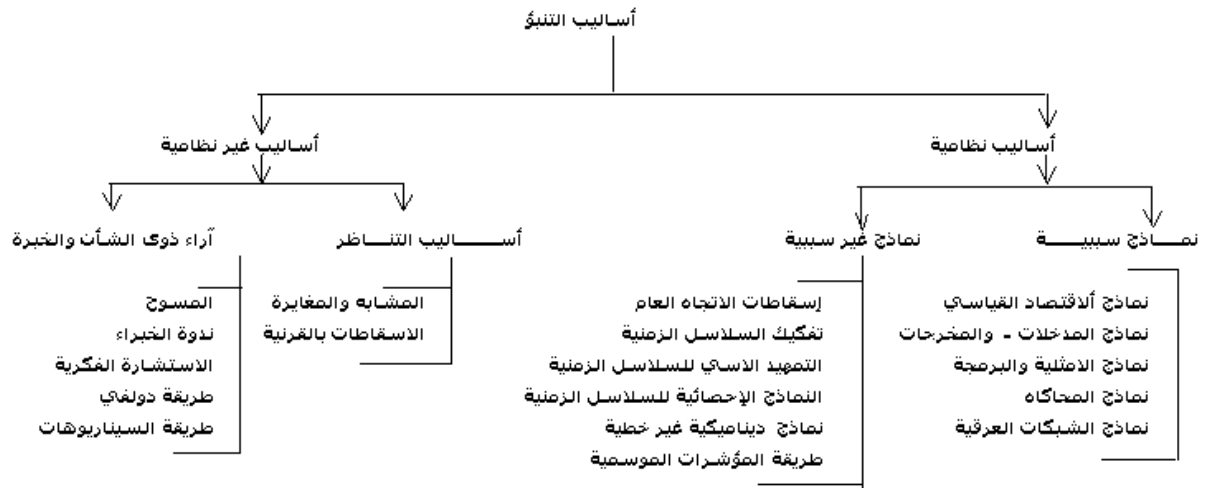 أساليب التنبؤ
أساليب نظامية
أساليب غير نظامية
نمـــاذج سببيـــــة
نماذج غير سببية
أســــــاليب التنـــاظر
آراء ذوى الشأن والخبرة
نماذج ألاقتصاد القياسي
نماذج المدخلات - والمخرجات
نماذج الامثلية والبرمجة
نماذج المحاكاه
نماذج الشبكات العرقية
إسقاطات الاتجاه العام
تفكيك السلاسل الزمنية
التمهيد الاسي للسلاسل الزمنية
النماذج الإحصائية للسلاسل الزمنية
نماذج ديناميكية غير خطية
طريقة المؤشرات الموسمية
المشابه والمغايرة
الاسقاطات بالقرنية
المسوح
ندوة الخبراء
الاستشارة الفكرية
طريقة دولفي
طريقة السيناريوهات